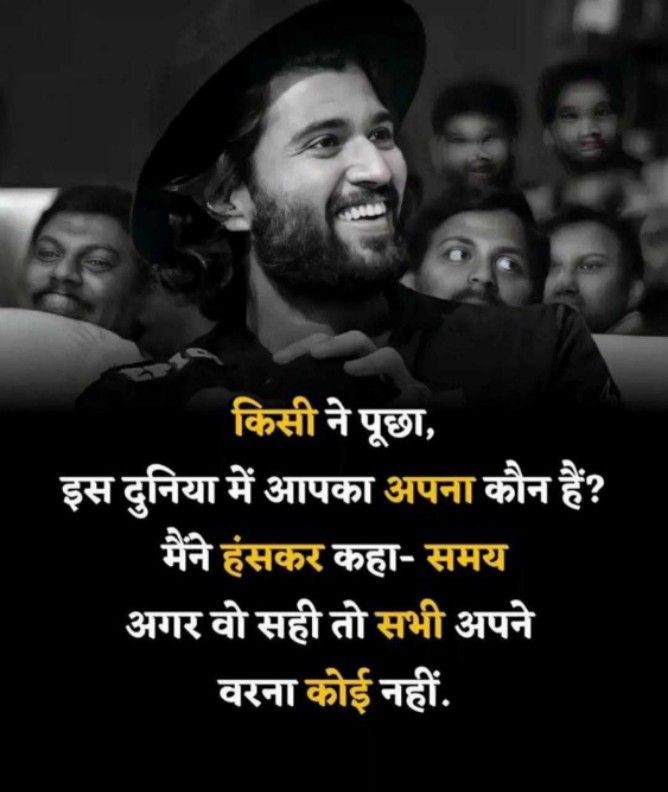 किसी ने पूछा,
इस दुनिया में आपका अपना कौन हैं?
मैंने हंसकर कहा- समय
अगर वो सही तो सभी अपने
वरना कोई नहीं.